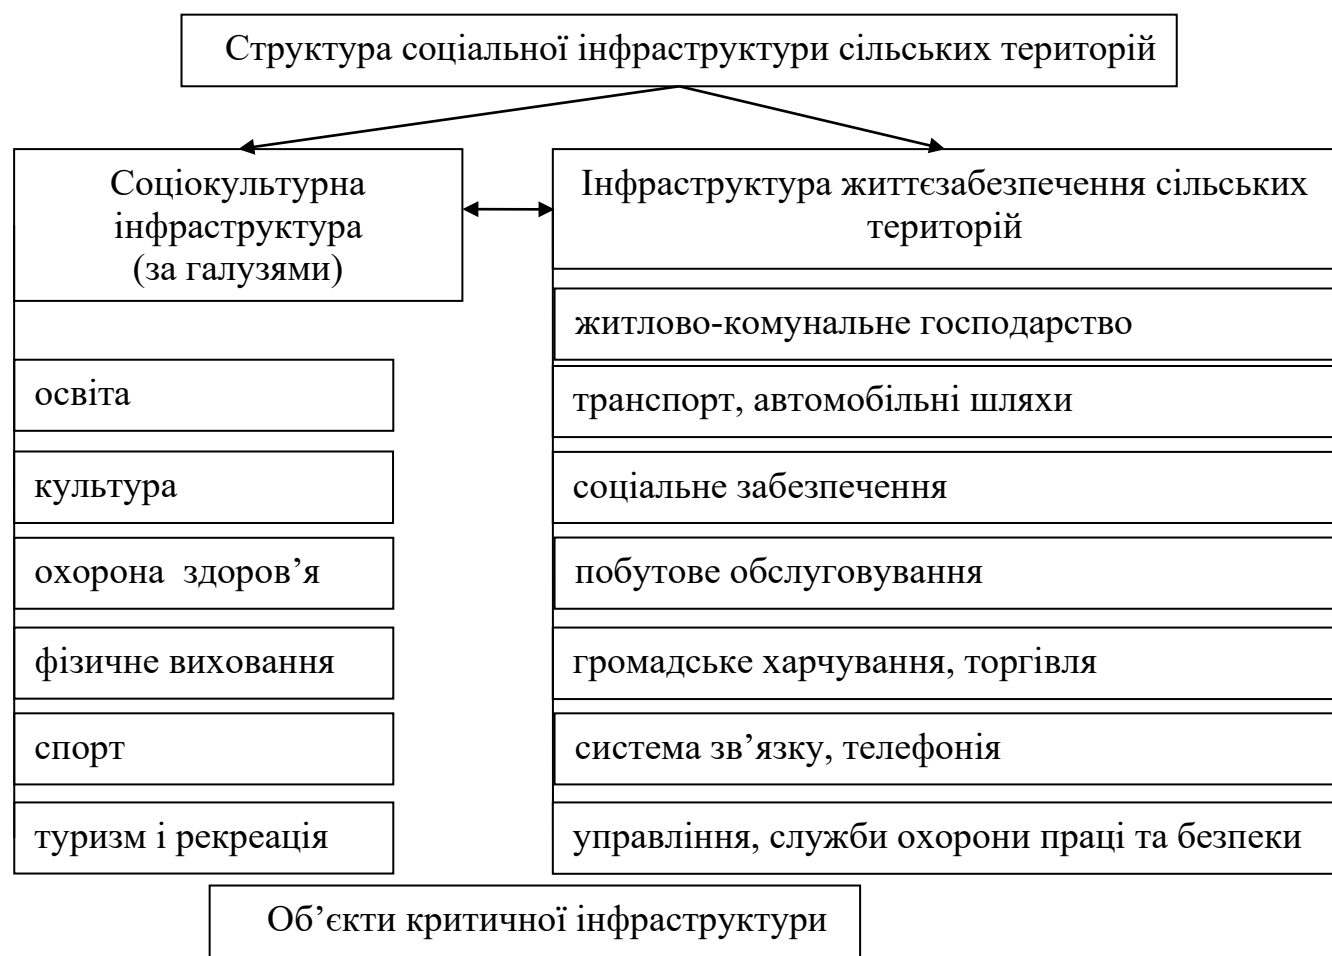 Структура соціальної інфраструктури сільських територій
Соціокультурна
інфраструктура
(за галузями)
Інфраструктура життєзабезпечення сільських
територій
житлово-комунальне господарство
освіта
транспорт, автомобільні шляхи
культура
соціальне забезпечення
охорона здоров’я
побутове обслуговування
фізичне виховання
громадське харчування, торгівля
спорт
система зв’язку, телефонія
туризм і рекреація
управління, служби охорони праці та безпеки
Об’єкти критичної інфраструктури